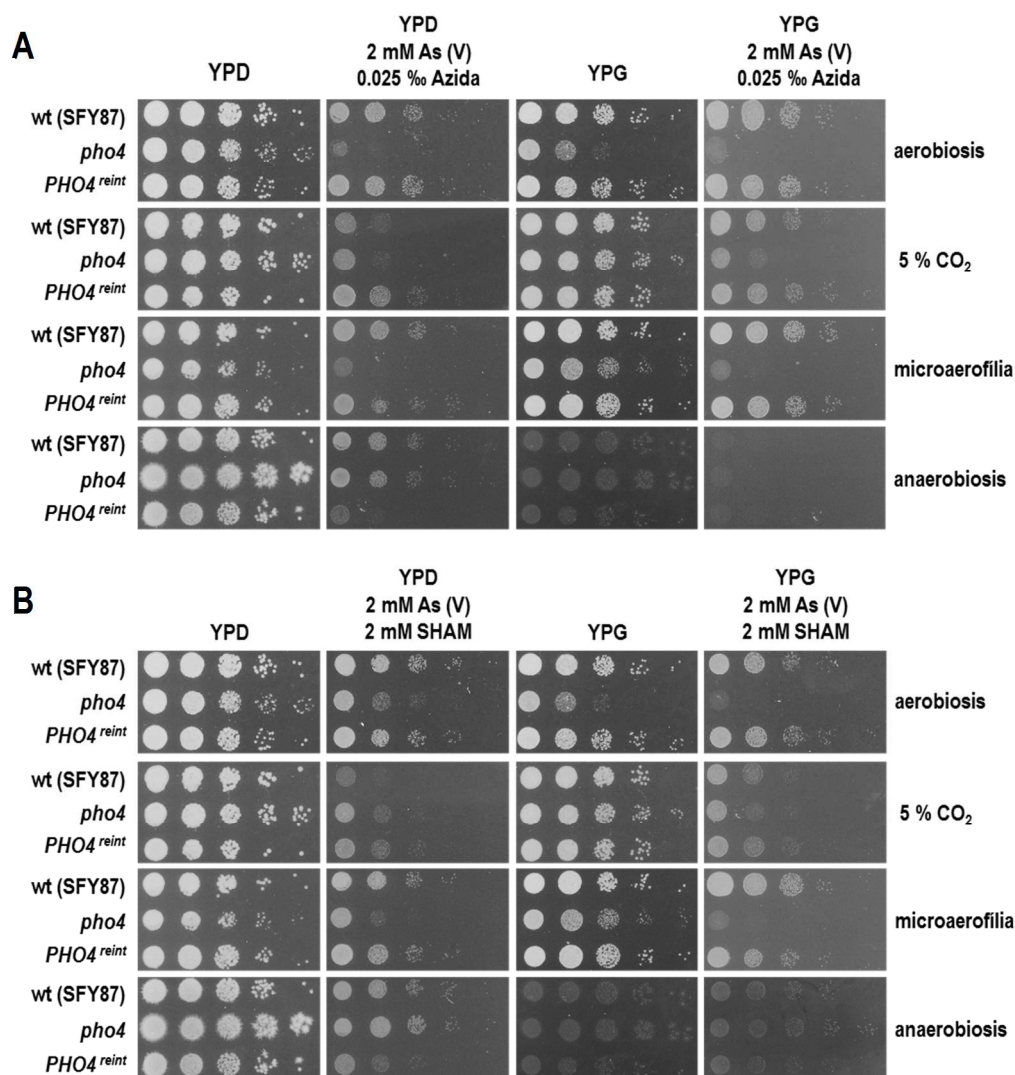 A
YPD
YPD
2 mM As (V)
0.025 ‰ Azida
YPG
YPG
2 mM As (V)
0.025 ‰ Azida
wt (SFY87)
pho4
PHO4 reint
aerobiosis
wt (SFY87)
pho4
PHO4 reint
5 % CO₂
wt (SFY87)
pho4
PHO4 reint
microaerofília
wt (SFY87)
pho4
PHO4 reint
anaerobiosis
B
YPD
YPD
2 mM As (V)
2 mM SHAM
YPG
YPG
2 mM As (V)
2 mM SHAM
wt (SFY87)
pho4
PHO4 reint
aerobiosis
wt (SFY87)
pho4
PHO4 reint
5 % CO₂
wt (SFY87)
pho4
PHO4 reint
microaerofília
wt (SFY87)
pho4
PHO4 reint
anaerobiosis